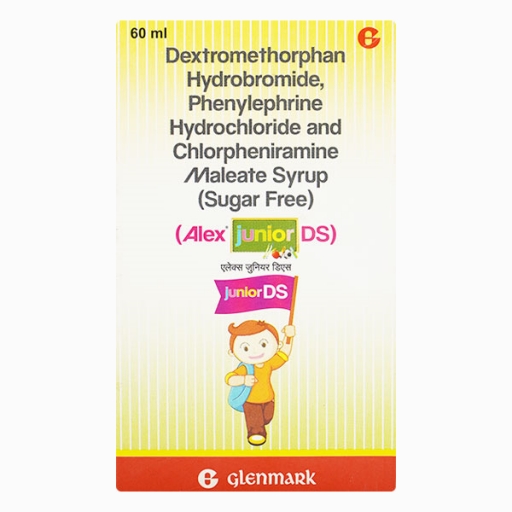 60 ml
Dextromethorphan
Hydrobromide,
Phenylephrine
Hydrochloride and
Chlorpheniramine
Maleate Syrup
(Sugar Free)
(Alex® junior DS)
एलेक्स जुनियर डिएस
junior DS
glenmark